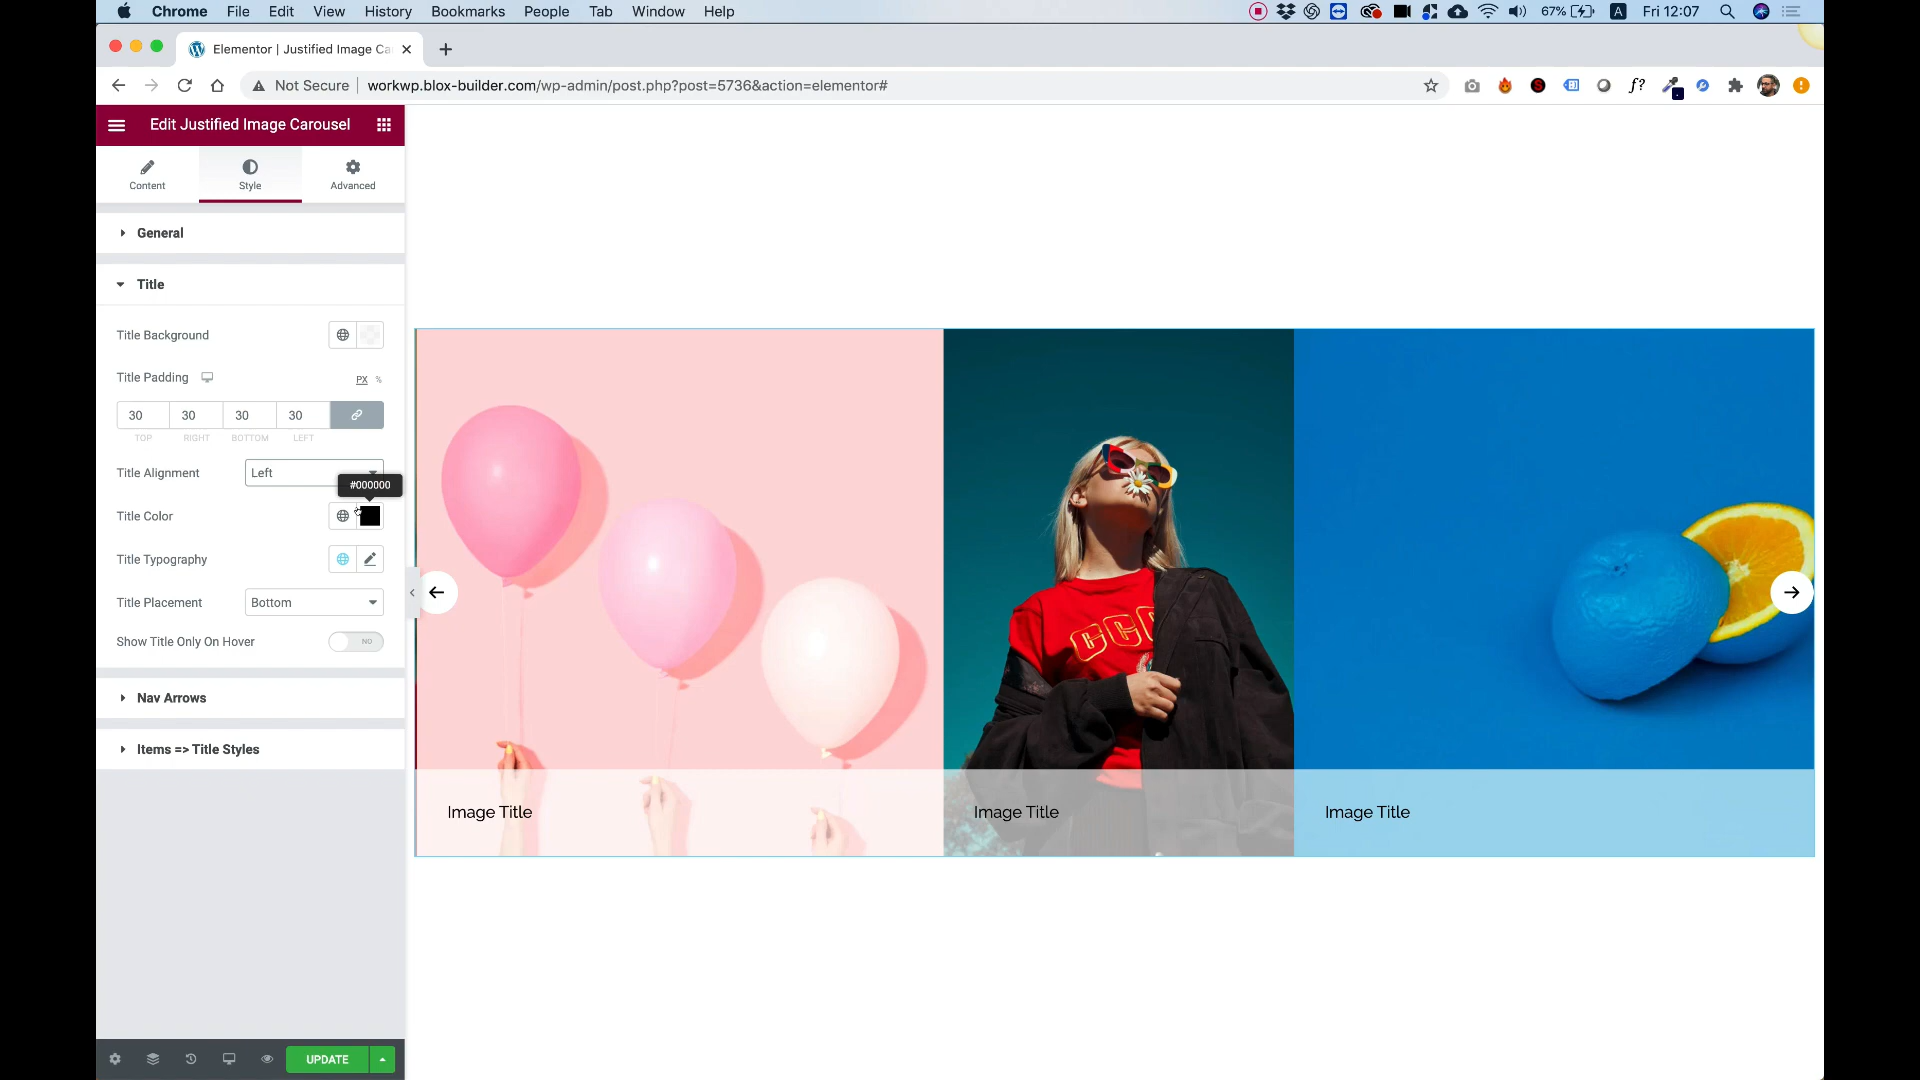 Chrome File Edit View History Bookmarks People Tab Window Help 67% A Fri 12:07
Elementor | Justified Image Ca
Not Secure workwp.blox-builder.com/wp-admin/post.php?post=5736&action=elementor# f?
Edit Justified Image Carousel
Content Style Advanced
General
Title
Title Background
Title Padding PX %
30 30 30 30
TOP RIGHT BOTTOM LEFT
Title Alignment Left
#000000
Title Color
Title Typography
Title Placement Bottom
Show Title Only On Hover NO
Nav Arrows
Items => Title Styles
Image Title Image Title Image Title
UPDATE